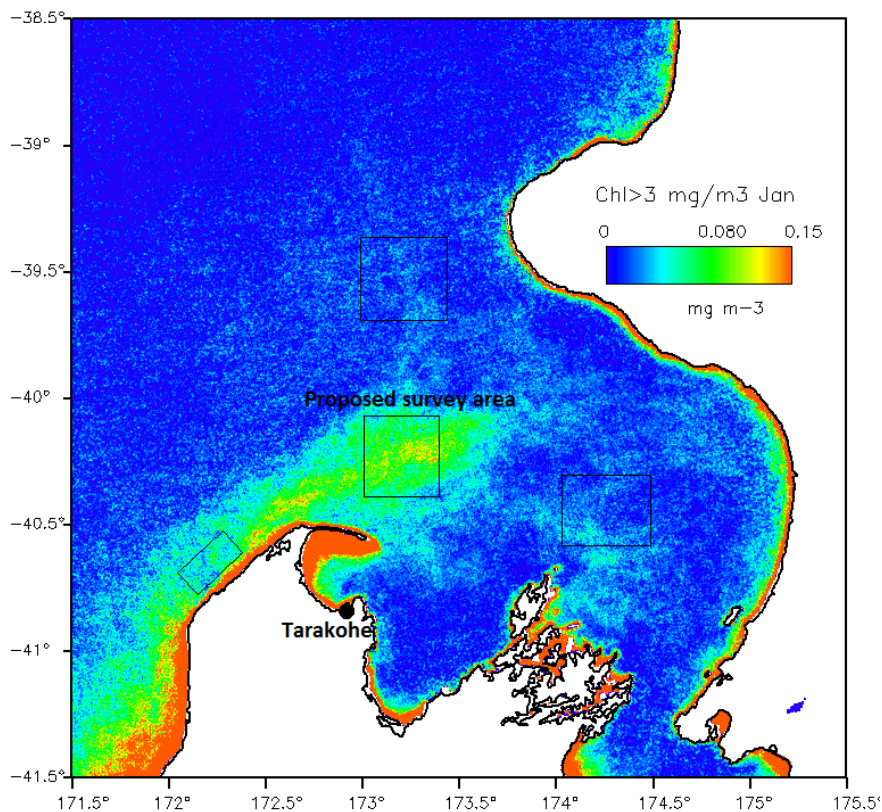 −38.5°
−39°
−39.5°
−40°
−40.5°
−41°
−41.5°
Chl>3 mg/m3 Jan
0 0.080 0.15
mg m−3
Proposed survey area
Tarakohe
171.5° 172° 172.5° 173° 173.5° 174° 174.5° 175° 175.5°